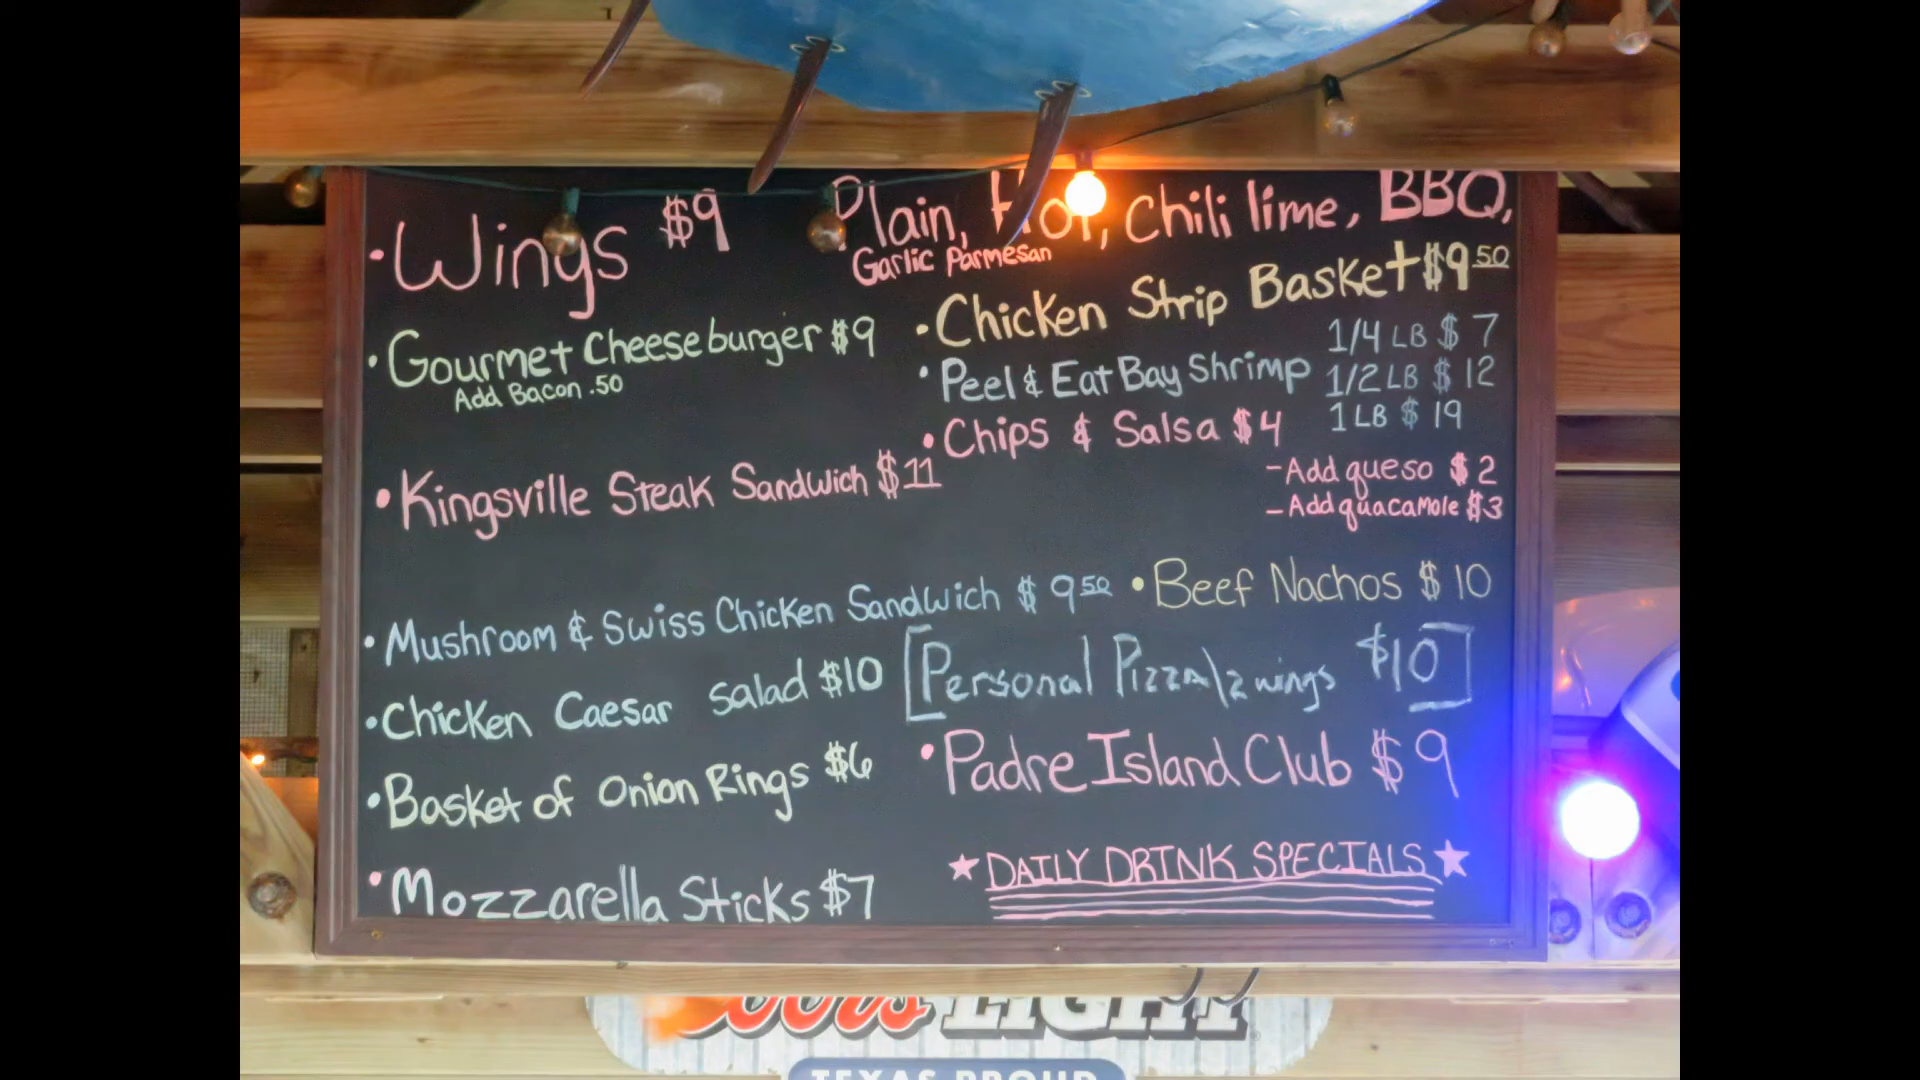 • Wings $9
Plain, Hot, Chili lime, BBQ,
Garlic Parmesan
• Gourmet Cheeseburger $9
Add Bacon .50
• Kingsville Steak Sandwich $11
• Mushroom & Swiss Chicken Sandwich $9 50
• Chicken Caesar salad $10
• Basket of Onion Rings $6
• Mozzarella Sticks $7
• Chicken Strip Basket $9 50
• Peel & Eat Bay Shrimp
1/4 LB $7
1/2 LB $12
1 LB $19
• Chips & Salsa $4
- Add queso $2
- Add quacamole $3
• Beef Nachos $10
[Personal Pizza\2 wings $10]
• Padre Island Club $9
★ DAILY DRINK SPECIALS ★
Coors LIGHT
TEXAS PROUD